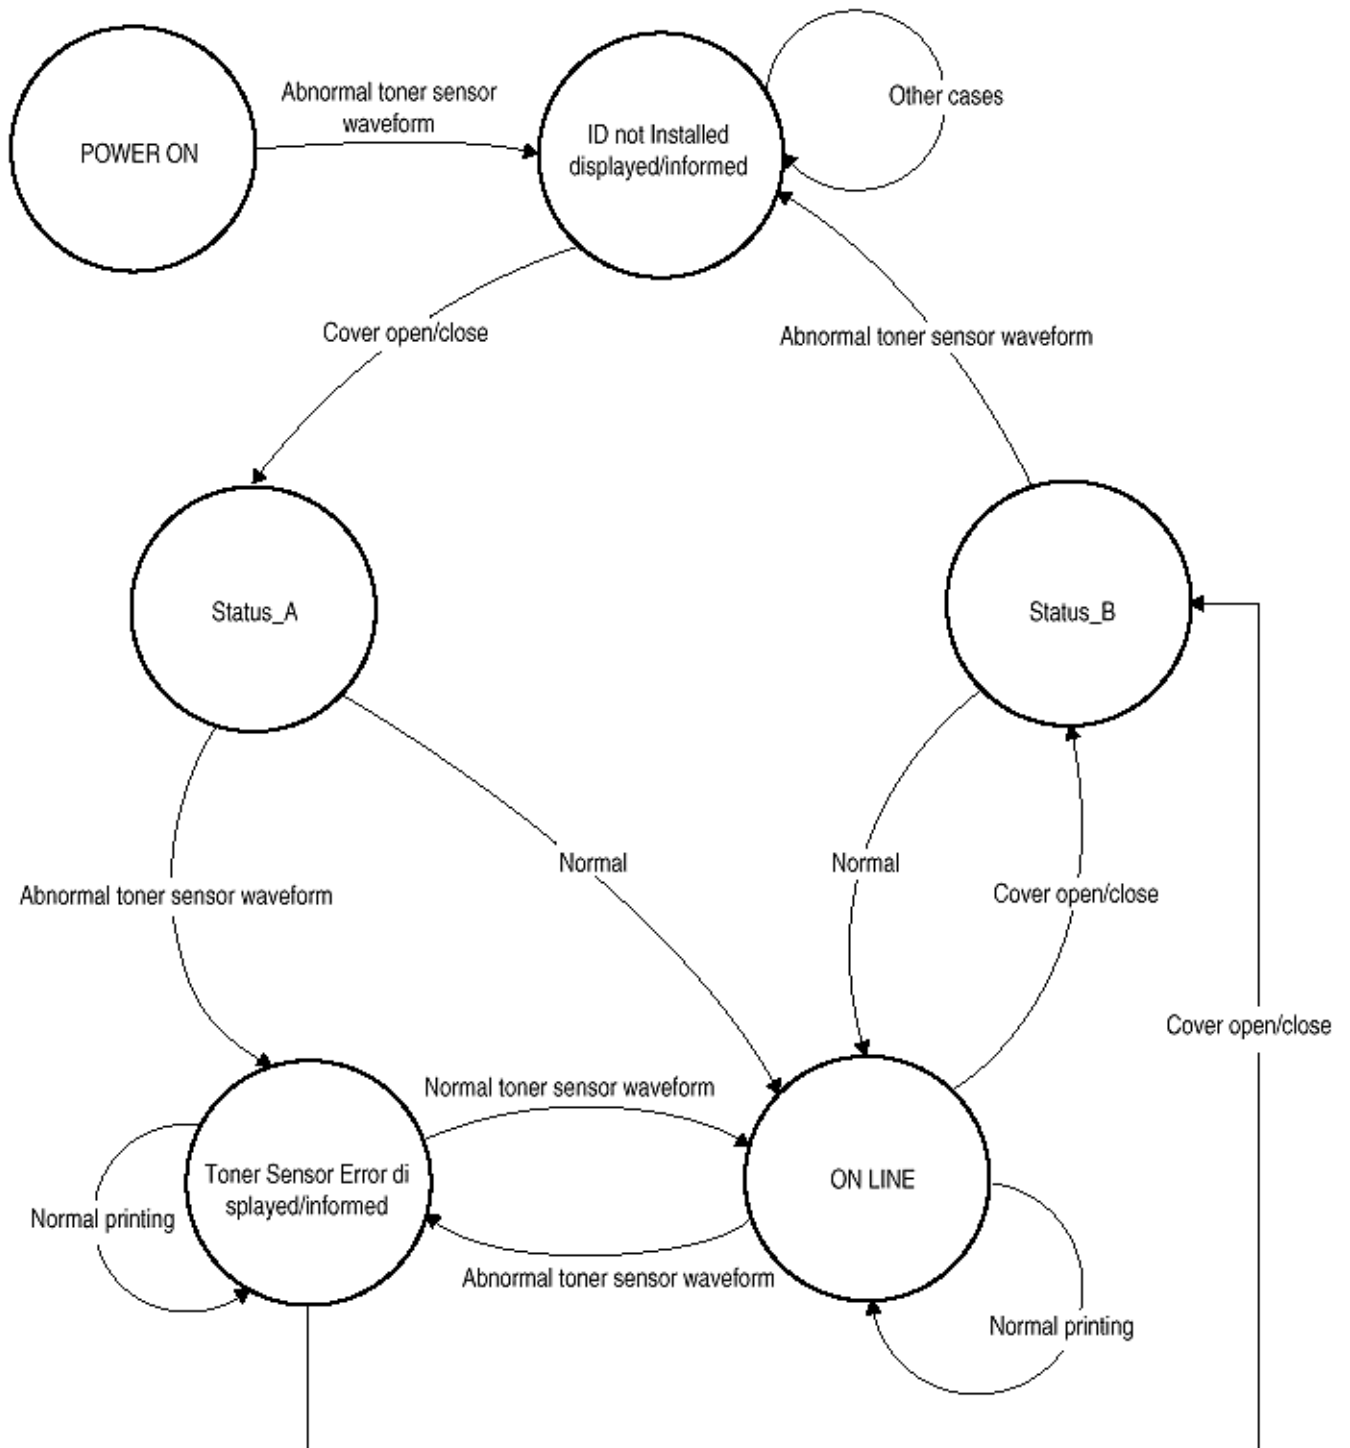 Abnormal toner sensor
waveform
Other cases
ID not Installed
displayed/informed
POWER ON
Cover open/close
Abnormal toner sensor waveform
Status_A
Status_B
Normal
Normal
Abnormal toner sensor waveform
Cover open/close
Cover open/close
Normal toner sensor waveform
Toner Sensor Error di
splayed/informed
ON LINE
Normal printing
Abnormal toner sensor waveform
Normal printing